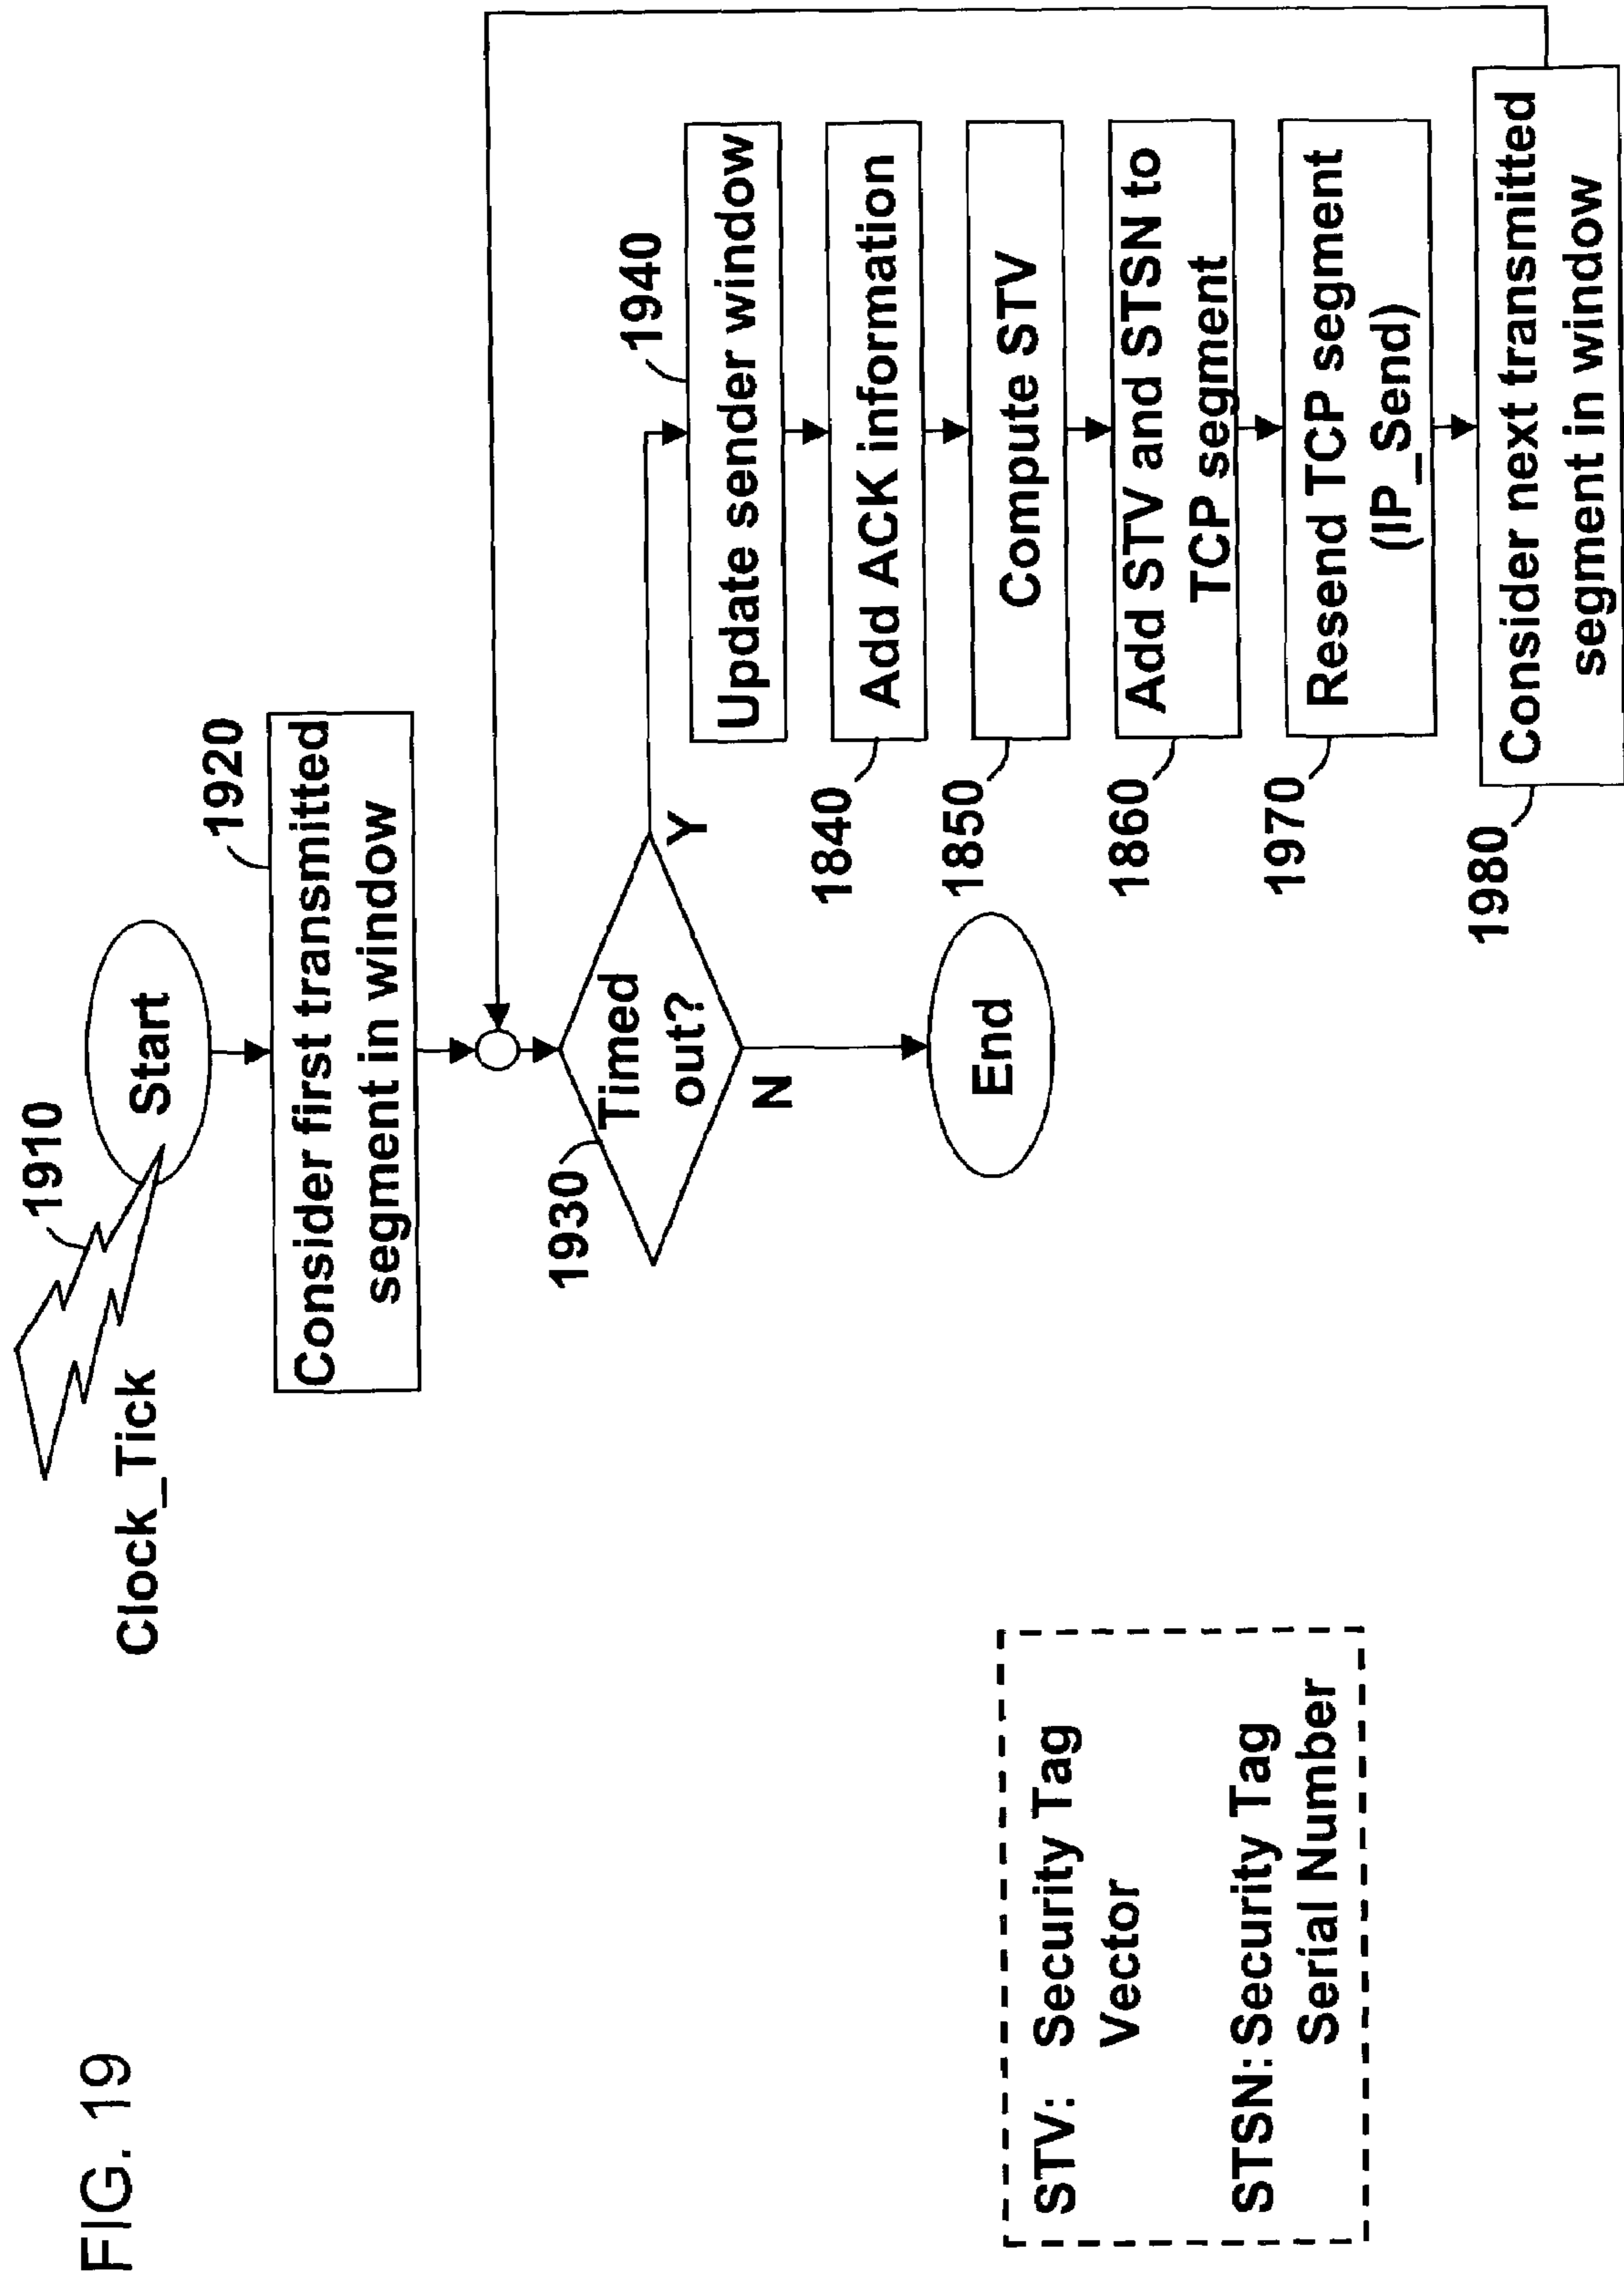 FIG. 19
1910
Clock_Tick
Start
1920
Consider first transmitted
segment in window
1930
Timed
out?
Y
N
End
1940
Update sender window
1840
Add ACK information
1850
Compute STV
1860
Add STV and STSN to
TCP segment
1970
Resend TCP segment
(IP_Send)
1980
Consider next transmitted
segment in window
STV: Security Tag
Vector
STSN:Security Tag
Serial Number